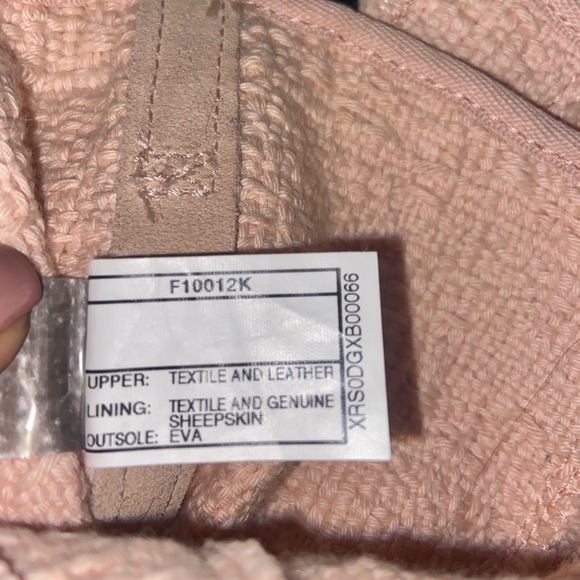 F10012K
UPPER: TEXTILE AND LEATHER
LINING: TEXTILE AND GENUINE
SHEEPSKIN
OUTSOLE: EVA
XRS0DGXB00066